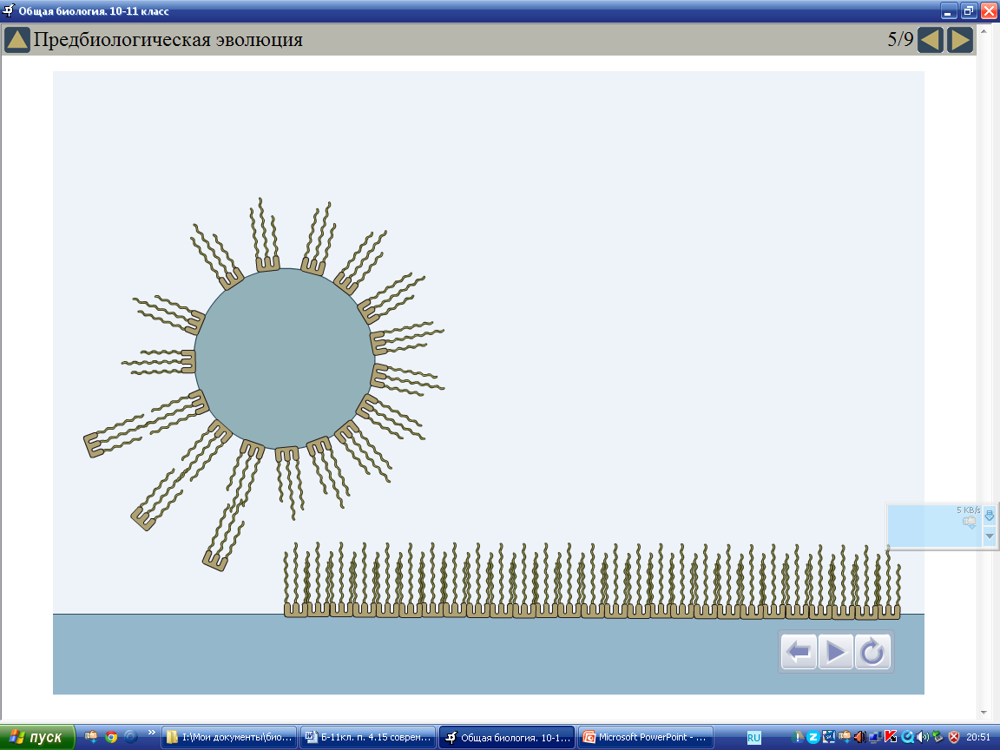 Общая биология. 10-11 класс
Предбиологическая эволюция
5/9
5 KB/s
пуск
»
I:\Мои документы\био...
Б-11кл. п. 4.15 соврем...
Общая биология. 10-1...
Microsoft PowerPoint - ...
RU
20:51